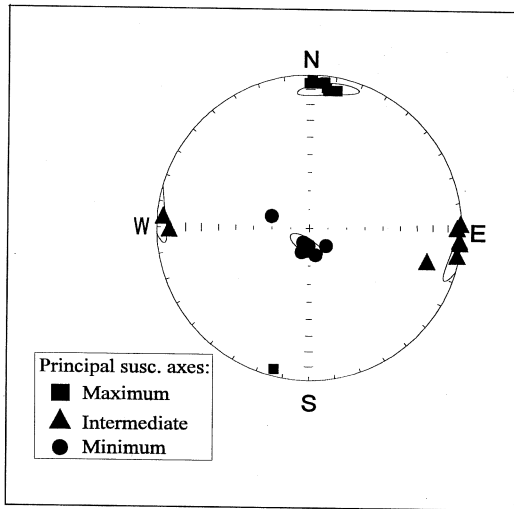 N
W
E
S
Principal susc. axes:
Maximum
Intermediate
Minimum